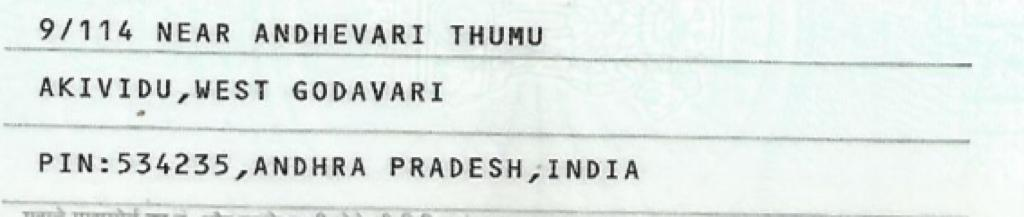 9/114 NEAR ANDHEVARI THUMU
AKIVIDU,WEST GODAVARI
PIN:534235,ANDHRA PRADESH,INDIA